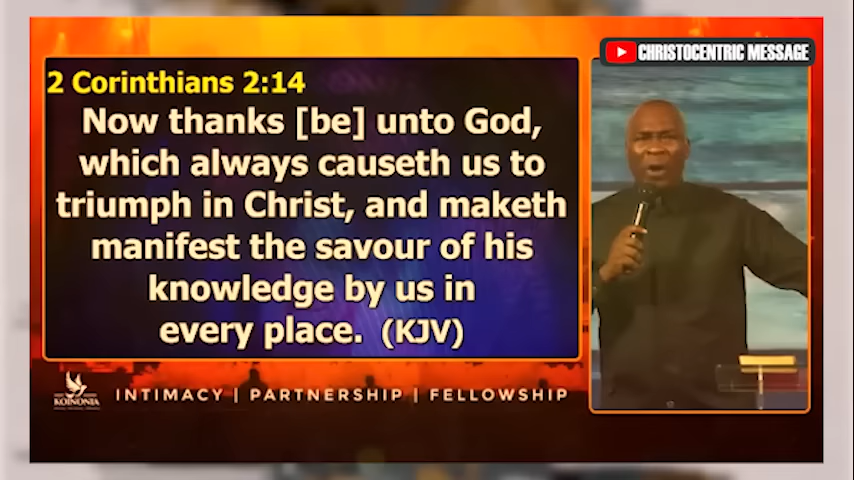 CHRISTOCENTRIC MESSAGE
2 Corinthians 2:14
Now thanks [be] unto God,
which always causeth us to
triumph in Christ, and maketh
manifest the savour of his
knowledge by us in
every place. (KJV)
KOINONIA
INTIMACY | PARTNERSHIP | FELLOWSHIP